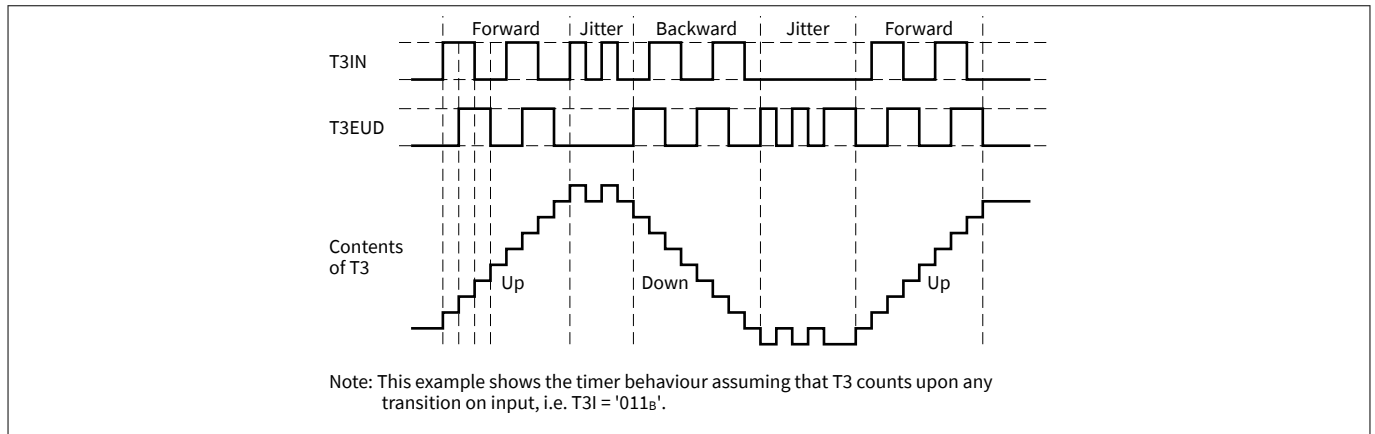 Forward Jitter Backward Jitter Forward
T3IN
T3EUD
Contents
of T3
Up Down Up
Note: This example shows the timer behaviour assuming that T3 counts upon any
transition on input, i.e. T3I = '011B'.